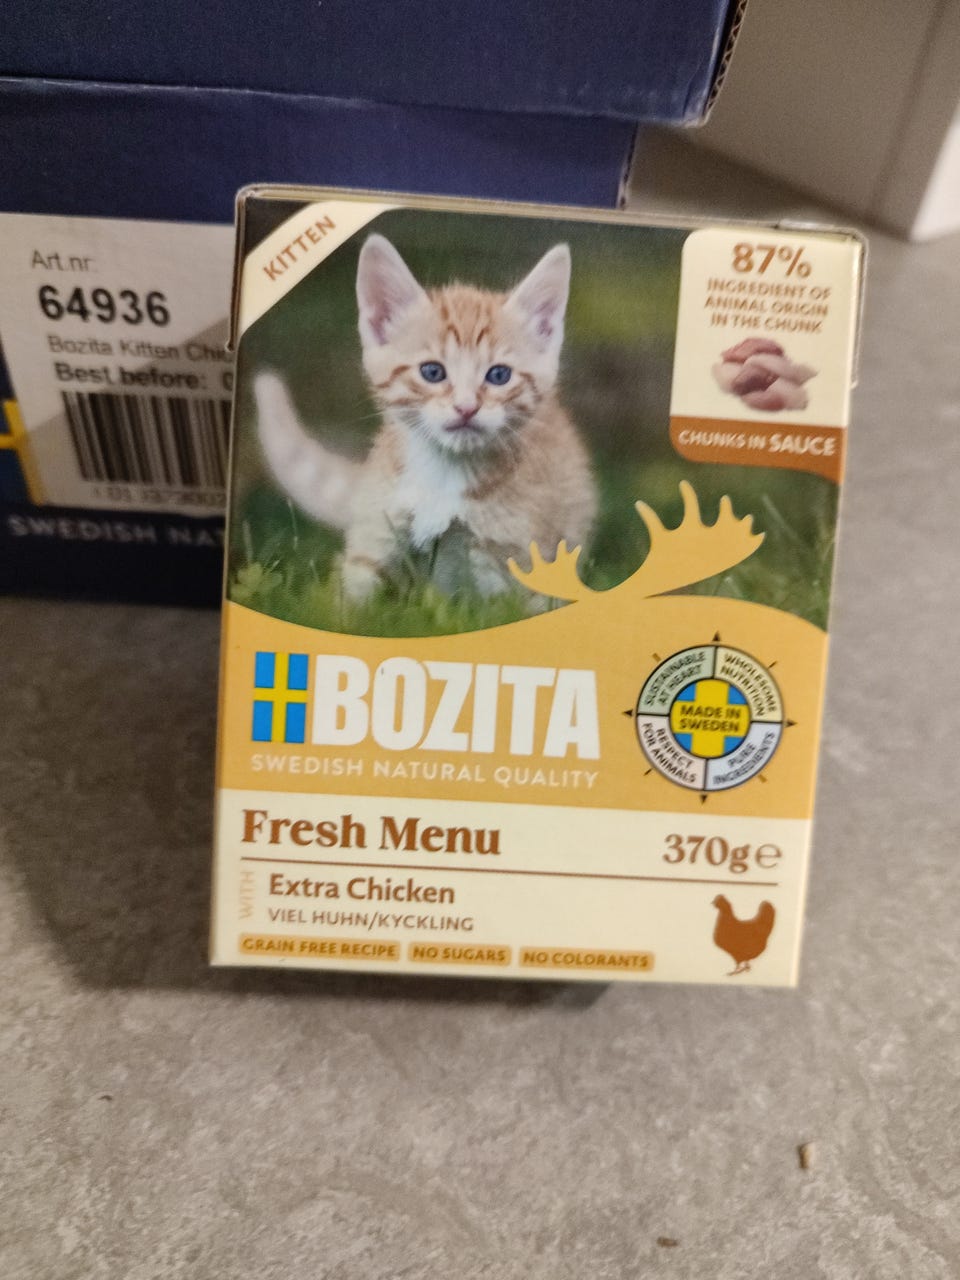 Art.nr:
64936
Bozita Kitten
Best before:
SWEDISH
KITTEN
87%
INGREDIENT OF
ANIMAL ORIGIN
IN THE CHUNK
CHUNKS IN SAUCE
BOZITA
SWEDISH NATURAL QUALITY
SUSTAINABLE
AT HEART
WHOLESOME
NUTRITION
MADE IN
SWEDEN
RESPECT
FOR ANIMALS
PURE
INGREDIENTS
Fresh Menu
370g℮
WITH
Extra Chicken
VIEL HUHN/KYCKLING
GRAIN FREE RECIPE NO SUGARS NO COLORANTS